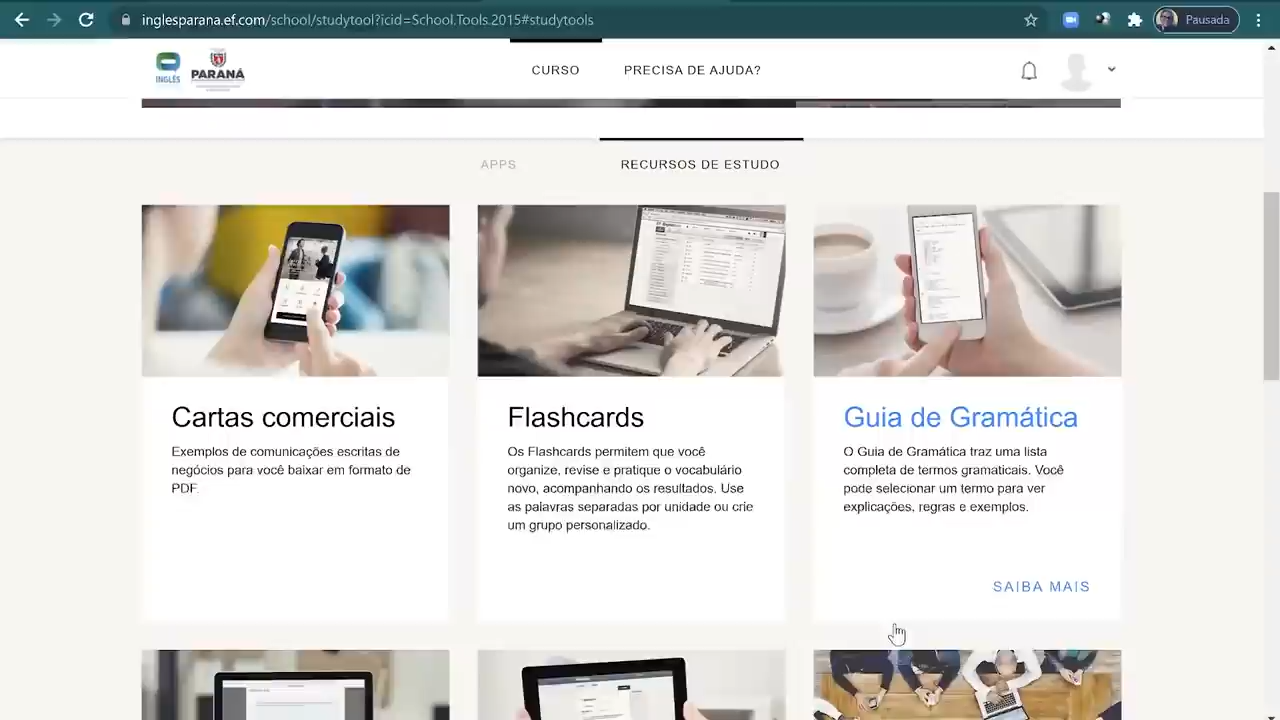 inglesparana.ef.com/school/studytool?icid=School.Tools.2015#studytools
Pausada
INGLÊS
PARANÁ
CURSO
PRECISA DE AJUDA?
APPS
RECURSOS DE ESTUDO
Cartas comerciais
Exemplos de comunicações escritas de
negócios para você baixar em formato de
PDF.
Flashcards
Os Flashcards permitem que você
organize, revise e pratique o vocabulário
novo, acompanhando os resultados. Use
as palavras separadas por unidade ou crie
um grupo personalizado.
Guia de Gramática
O Guia de Gramática traz uma lista
completa de termos gramaticais. Você
pode selecionar um termo para ver
explicações, regras e exemplos.
SAIBA MAIS